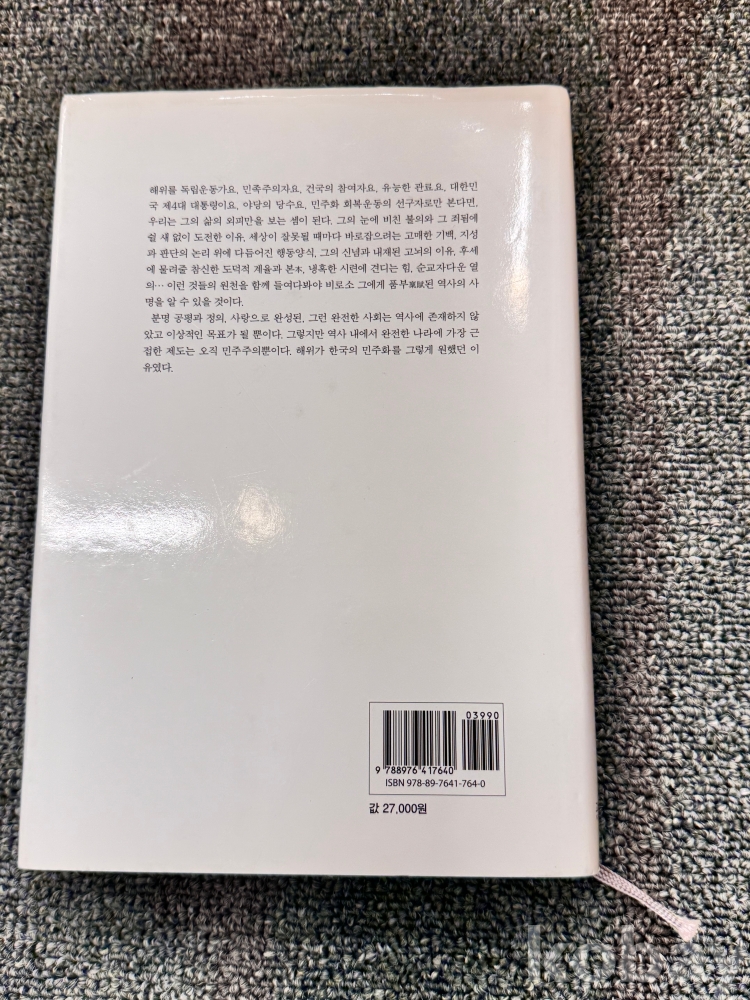 해위를 독립운동가요, 민족주의자요, 건국의 참여자요, 유능한 관료요, 대한민
국 제4대 대통령이요, 야당의 당수요, 민주화 회복운동의 선구자로만 본다면,
우리는 그의 삶의 외피만을 보는 셈이 된다. 그의 눈에 비친 불의와 그 죄됨에
쉴 새 없이 도전한 이유, 세상이 잘못될 때마다 바로잡으려는 고매한 기백, 지성
과 판단의 논리 위에 다듬어진 행동양식, 그의 신념과 내재된 고뇌의 이유, 후세
에 물려줄 참신한 도덕적 계율과 본本, 냉혹한 시련에 견디는 힘, 순교자다운 열
의… 이런 것들의 원천을 함께 들여다봐야 비로소 그에게 품부稟賦된 역사의 사
명을 알 수 있을 것이다.
분명 공평과 정의, 사랑으로 완성된, 그런 완전한 사회는 역사에 존재하지 않
았고 이상적인 목표가 될 뿐이다. 그렇지만 역사 내에서 완전한 나라에 가장 근
접한 제도는 오직 민주주의뿐이다. 해위가 한국의 민주화를 그렇게 원했던 이
유였다.
03990
9 788976 417640
ISBN 978-89-7641-764-0
값 27,000원
kobay